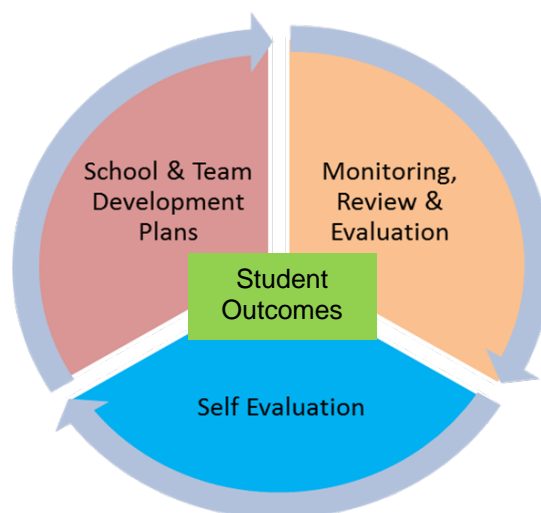 School & Team
Development
Plans
Monitoring,
Review &
Evaluation
Student
Outcomes
Self Evaluation